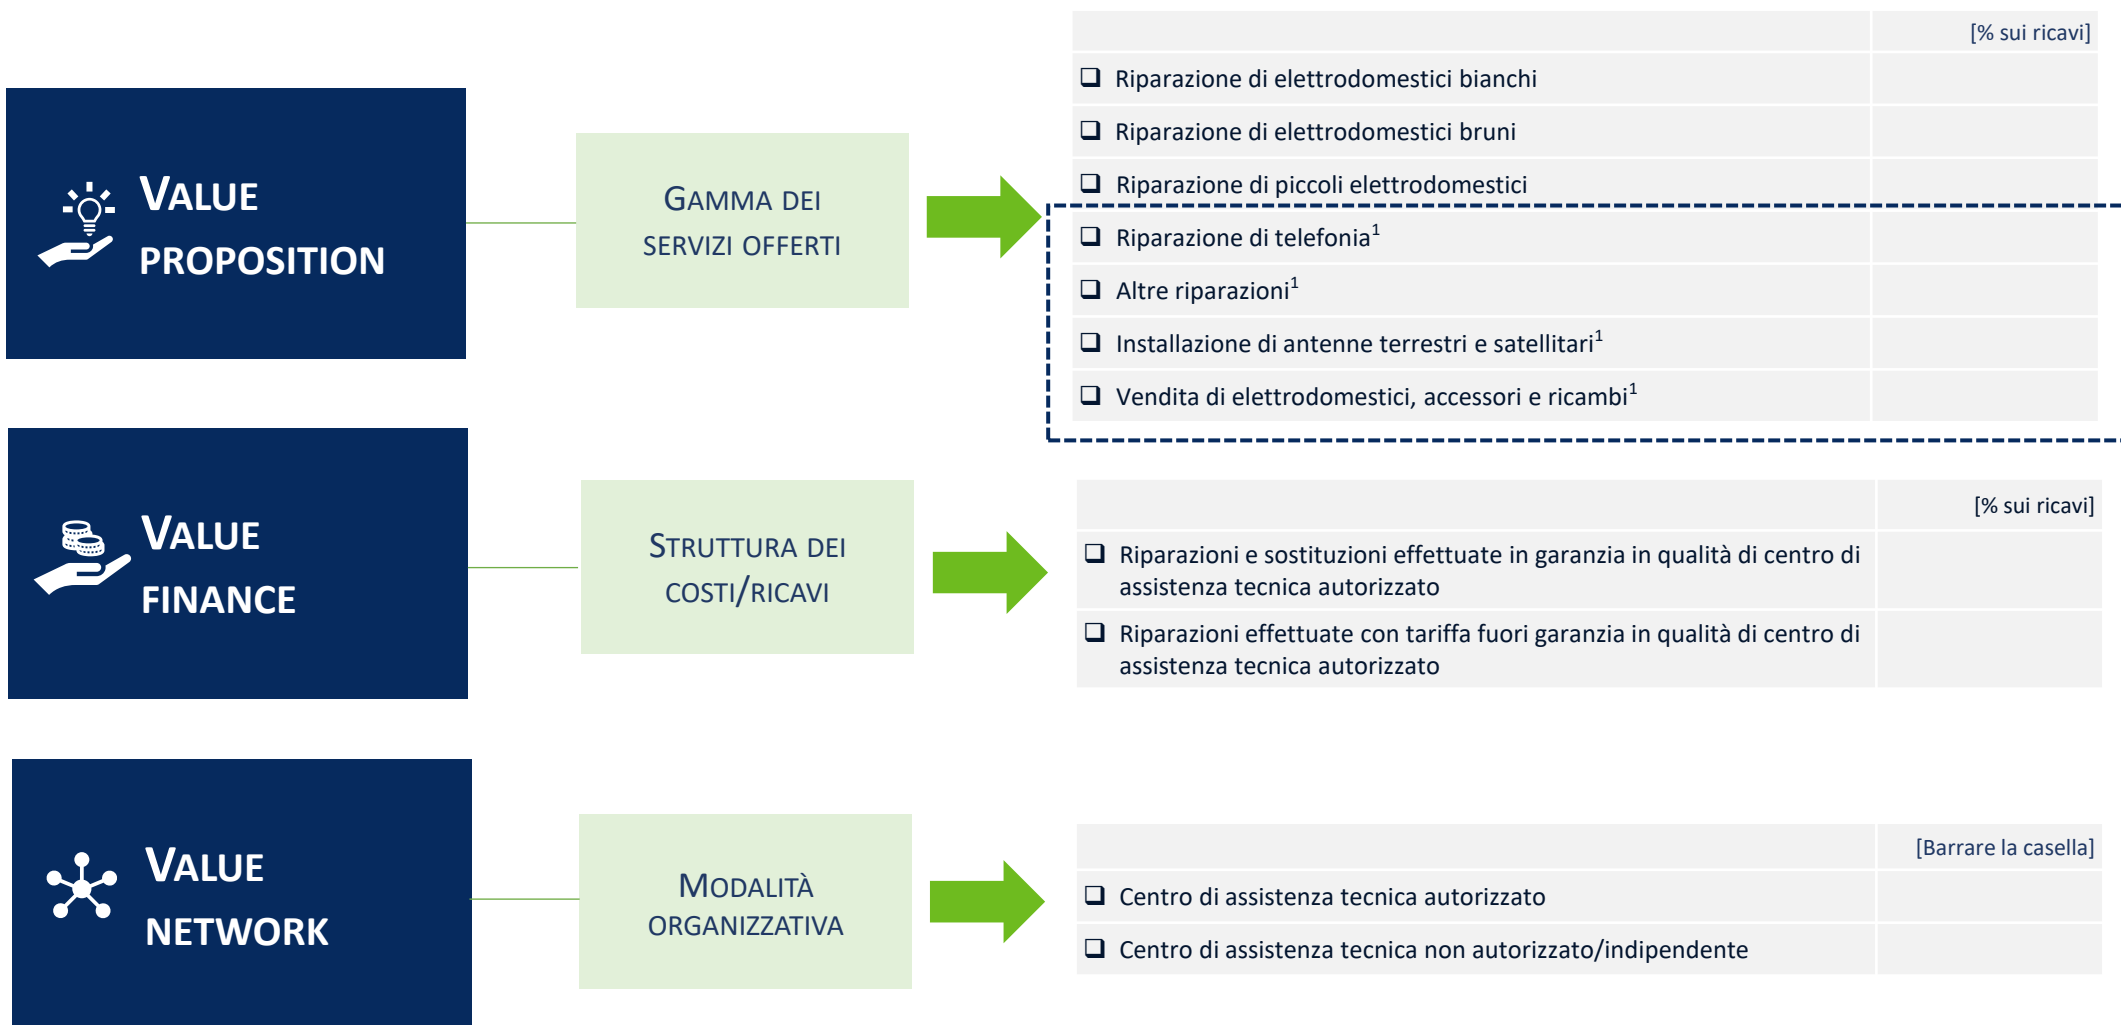 VALUE
PROPOSITION
GAMMA DEI
SERVIZI OFFERTI
[% sui ricavi]
❑ Riparazione di elettrodomestici bianchi
❑ Riparazione di elettrodomestici bruni
❑ Riparazione di piccoli elettrodomestici
❑ Riparazione di telefonia¹
❑ Altre riparazioni¹
❑ Installazione di antenne terrestri e satellitari¹
❑ Vendita di elettrodomestici, accessori e ricambi¹
VALUE
FINANCE
STRUTTURA DEI
COSTI/RICAVI
[% sui ricavi]
❑ Riparazioni e sostituzioni effettuate in garanzia in qualità di centro di
assistenza tecnica autorizzato
❑ Riparazioni effettuate con tariffa fuori garanzia in qualità di centro di
assistenza tecnica autorizzato
VALUE
NETWORK
MODALITÀ
ORGANIZZATIVA
[Barrare la casella]
❑ Centro di assistenza tecnica autorizzato
❑ Centro di assistenza tecnica non autorizzato/indipendente